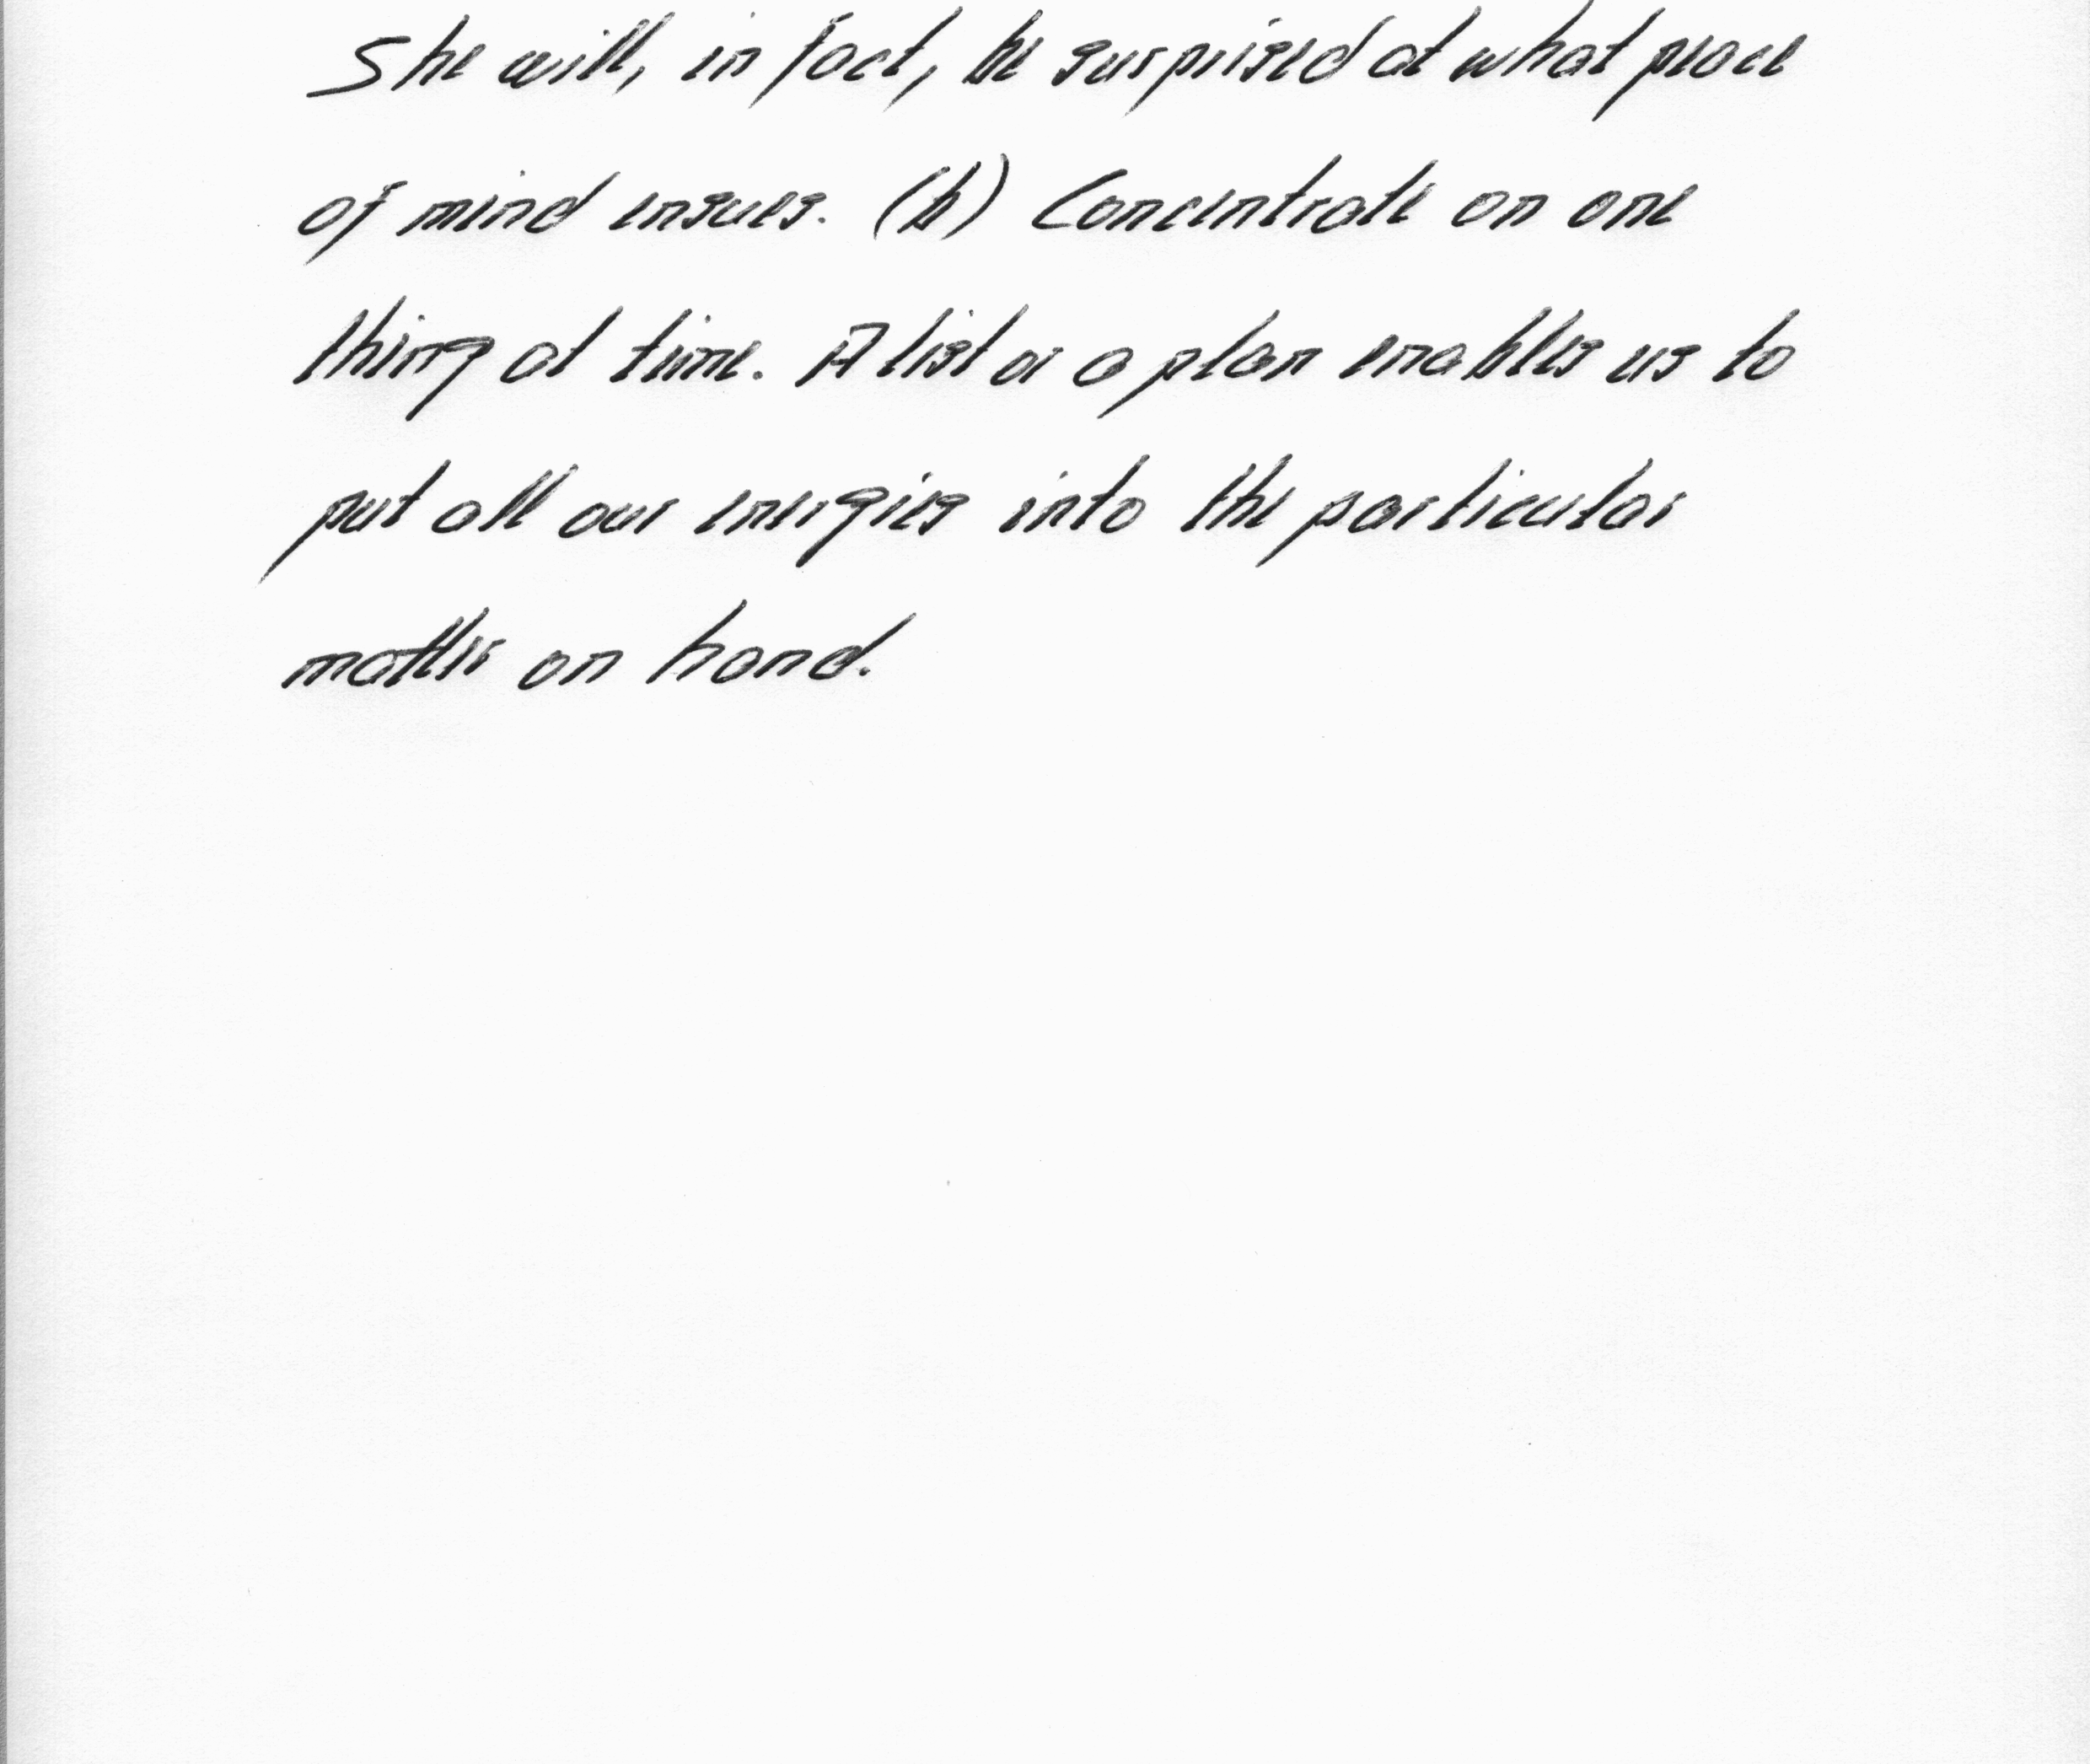 She will, in fact, be surprised at what peace
of mind ensues. (h) Concentrate on one
thing at time. A list or a plan enables us to
put all our energies into the particular
matter on hand.